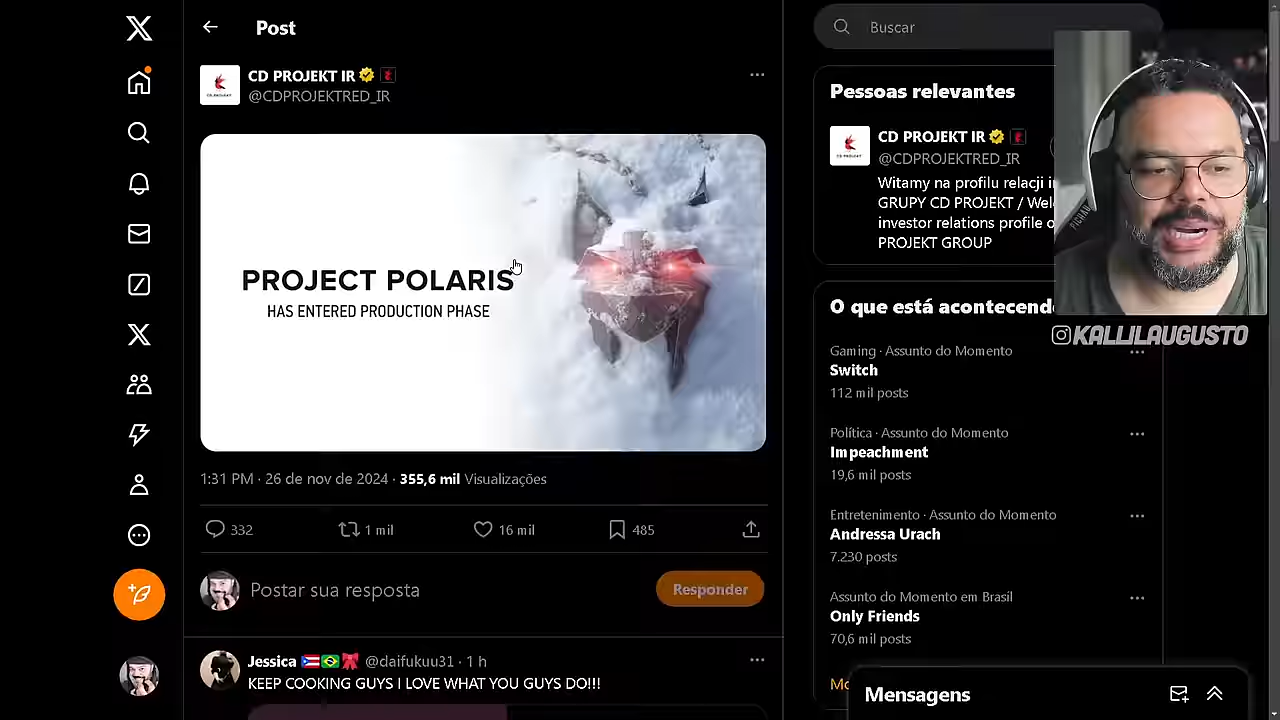 Post
CD PROJEKT IR
@CDPROJEKTRED_IR
PROJECT POLARIS
HAS ENTERED PRODUCTION PHASE
1:31 PM · 26 de nov de 2024 · 355,6 mil Visualizações
332
1 mil
16 mil
485
Postar sua resposta
Responder
Jessica
@daifukuu31 · 1 h
KEEP COOKING GUYS I LOVE WHAT YOU GUYS DO!!!
Buscar
Pessoas relevantes
CD PROJEKT IR
@CDPROJEKTRED_IR
Witamy na profilu relacji
GRUPY CD PROJEKT /
investor relations profile
PROJEKT GROUP
KALLILAUGUSTO
O que está
Gaming · Assunto do Momento
Switch
112 mil posts
Política · Assunto do Momento
Impeachment
19,6 mil posts
Entretenimento · Assunto do Momento
Andressa Urach
7.230 posts
Assunto do Momento em Brasil
Only Friends
70,6 mil posts
Mensagens